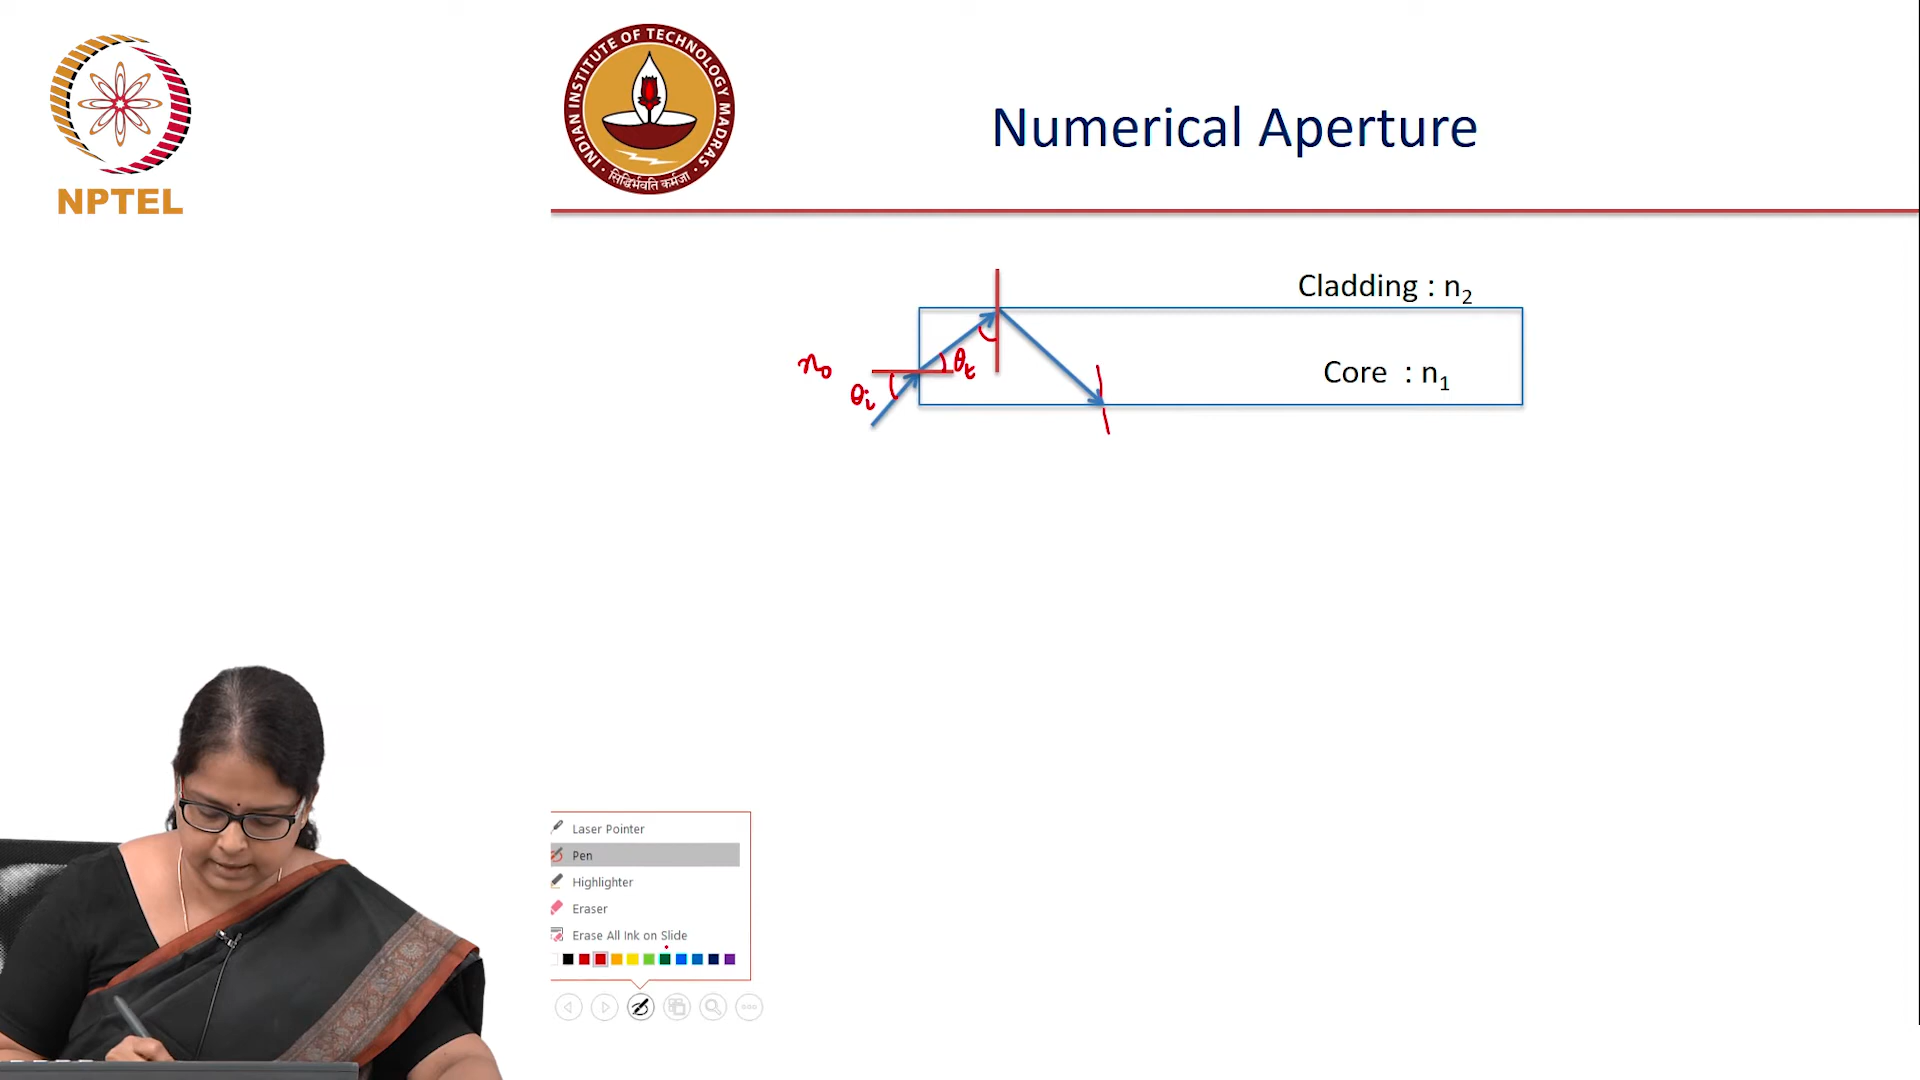 NPTEL
INDIAN INSTITUTE OF TECHNOLOGY MADRAS
सिद्धिर्भवति कर्मजा
Numerical Aperture
Cladding : n₂
n₀
θᵢ
θₜ
Core : n₁
Laser Pointer
Pen
Highlighter
Eraser
Erase All Ink on Slide